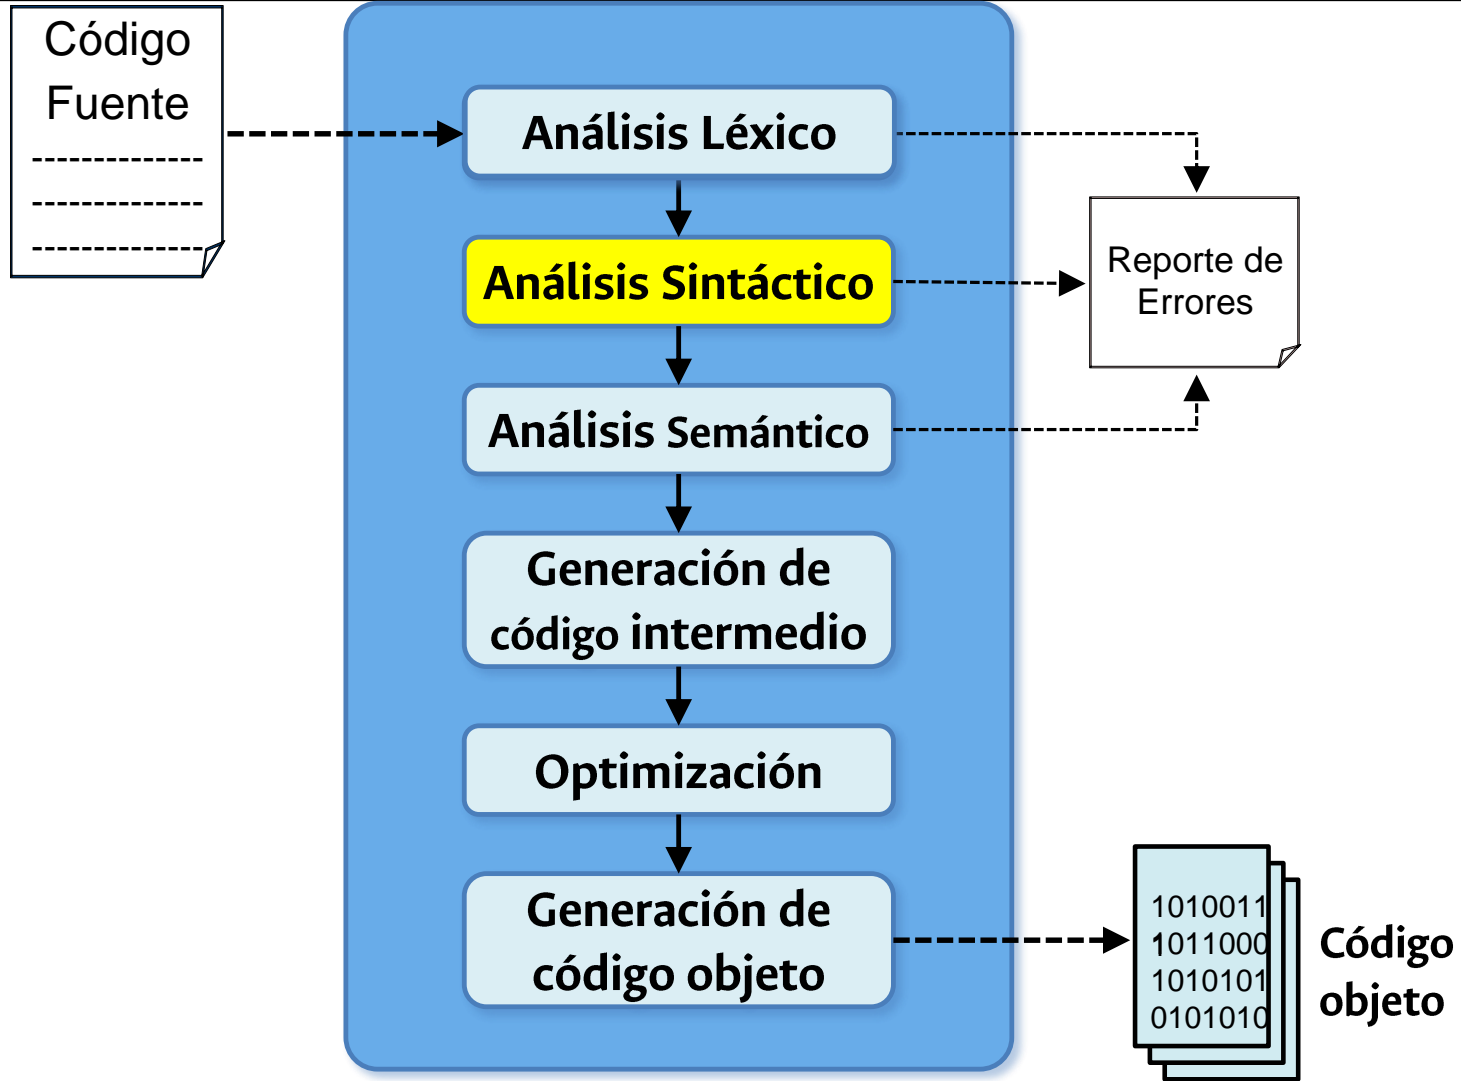 Código
Fuente
Análisis Léxico
Análisis Sintáctico
Reporte de
Errores
Análisis Semántico
Generación de
código intermedio
Optimización
Generación de
código objeto
1010011
1011000
1010101
0101010
Código
objeto